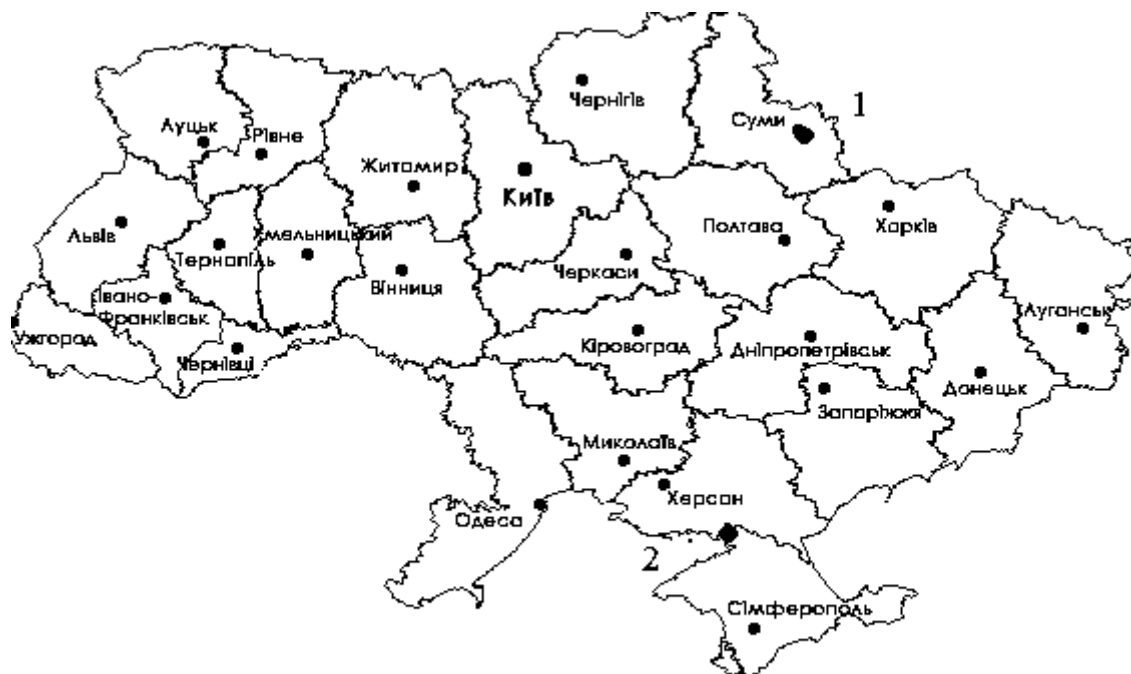 Чернігів
1
Суми
Луцьк
Рівне
Житомир
Київ
Львів
Тернопіль
Хмельницький
Вінниця
Черкаси
Полтава
Харків
Івано-
Франківськ
Ужгород
Чернівці
Кіровоград
Дніпропетрівськ
Луганськ
Донецьк
Запоріжжя
Миколаїв
Херсон
Одеса
2
Сімферополь